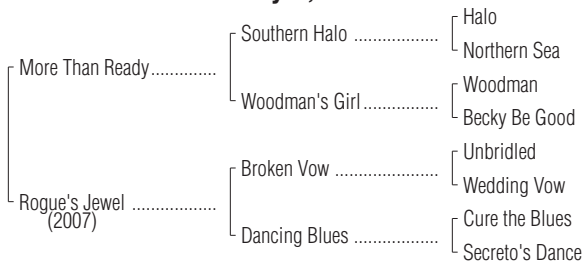 Halo
Southern Halo ..................
Northern Sea
More Than Ready..............
Woodman
Woodman's Girl ................
Becky Be Good
Unbridled
Broken Vow ......................
Wedding Vow
Rogue's Jewel ..................
(2007)
Cure the Blues
Dancing Blues ..................
Secreto's Dance